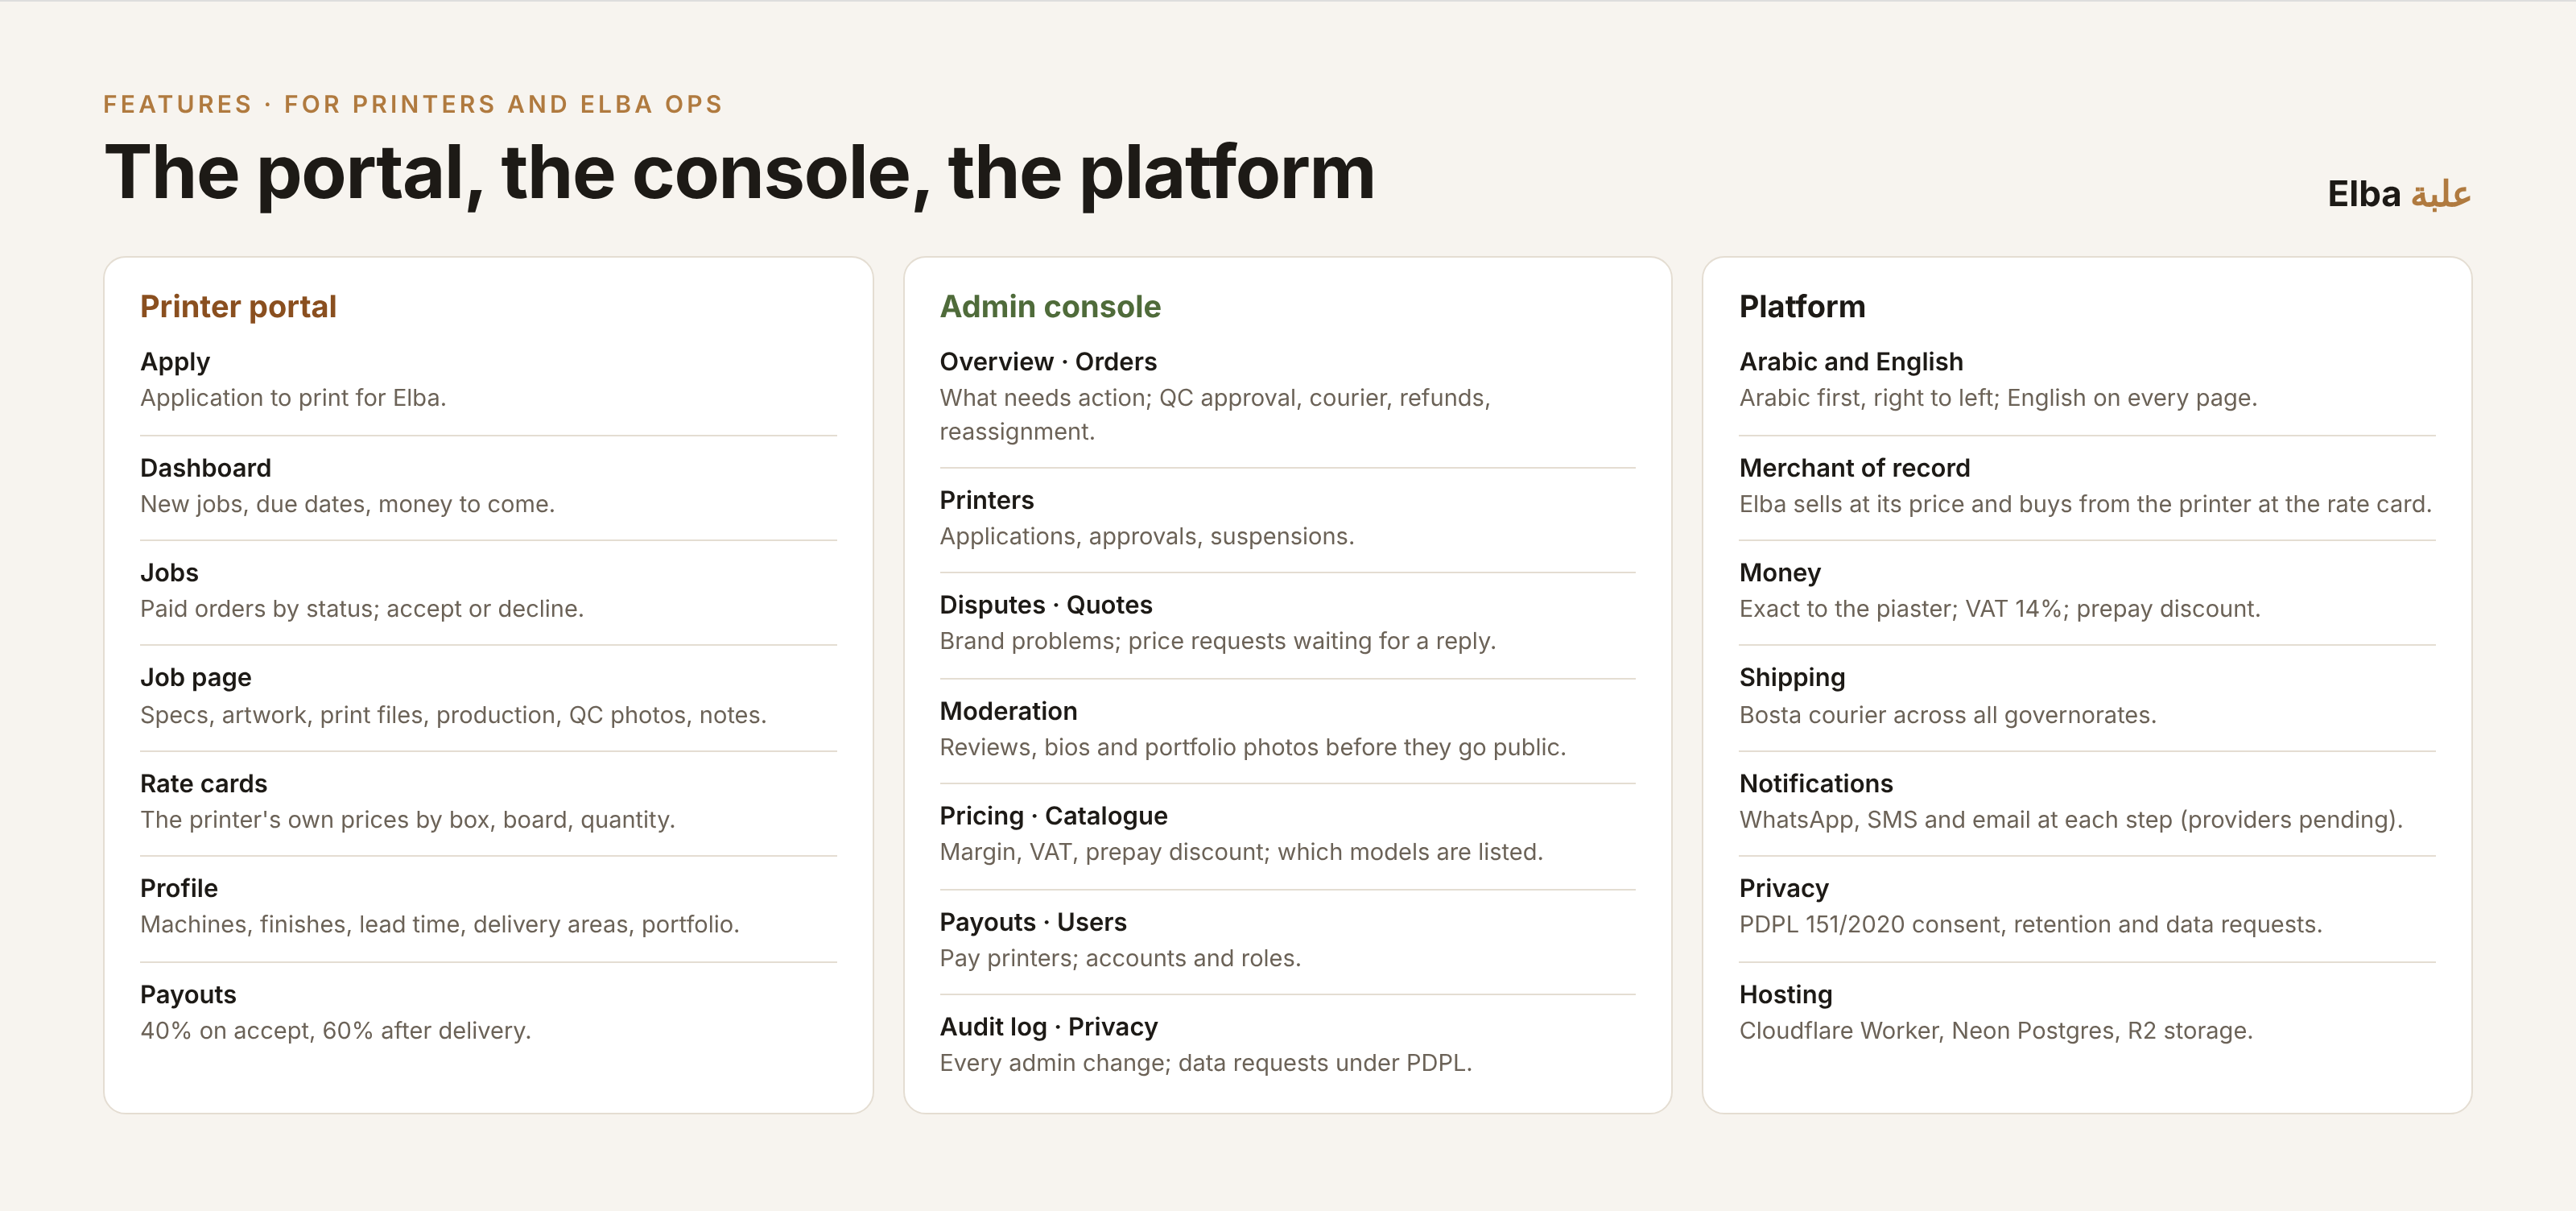 FEATURES · FOR PRINTERS AND ELBA OPS
The portal, the console, the platform
Elba علبة
Printer portal
Apply
Application to print for Elba.
Dashboard
New jobs, due dates, money to come.
Jobs
Paid orders by status; accept or decline.
Job page
Specs, artwork, print files, production, QC photos, notes.
Rate cards
The printer's own prices by box, board, quantity.
Profile
Machines, finishes, lead time, delivery areas, portfolio.
Payouts
40% on accept, 60% after delivery.
Admin console
Overview · Orders
What needs action; QC approval, courier, refunds,
reassignment.
Printers
Applications, approvals, suspensions.
Disputes · Quotes
Brand problems; price requests waiting for a reply.
Moderation
Reviews, bios and portfolio photos before they go public.
Pricing · Catalogue
Margin, VAT, prepay discount; which models are listed.
Payouts · Users
Pay printers; accounts and roles.
Audit log · Privacy
Every admin change; data requests under PDPL.
Platform
Arabic and English
Arabic first, right to left; English on every page.
Merchant of record
Elba sells at its price and buys from the printer at the rate card.
Money
Exact to the piaster; VAT 14%; prepay discount.
Shipping
Bosta courier across all governorates.
Notifications
WhatsApp, SMS and email at each step (providers pending).
Privacy
PDPL 151/2020 consent, retention and data requests.
Hosting
Cloudflare Worker, Neon Postgres, R2 storage.